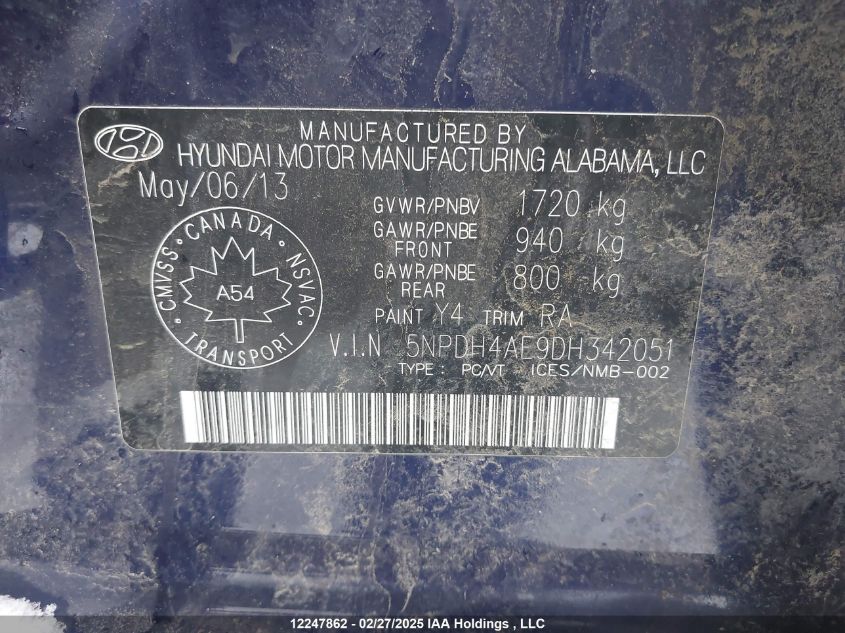 MANUFACTURED BY
HYUNDAI MOTOR MANUFACTURING ALABAMA, LLC
May/06/13
GVWR/PNBV 1720 kg
GAWR/PNBE FRONT 940 kg
GAWR/PNBE REAR 800 kg
CMVSS · CANADA · NSVAC
A54
TRANSPORT
PAINT Y4 TRIM RA
V.I.N 5NPDH4AE9DH342051
TYPE : PC/VT ICES/NMB-002
12247862 - 02/27/2025 IAA Holdings , LLC